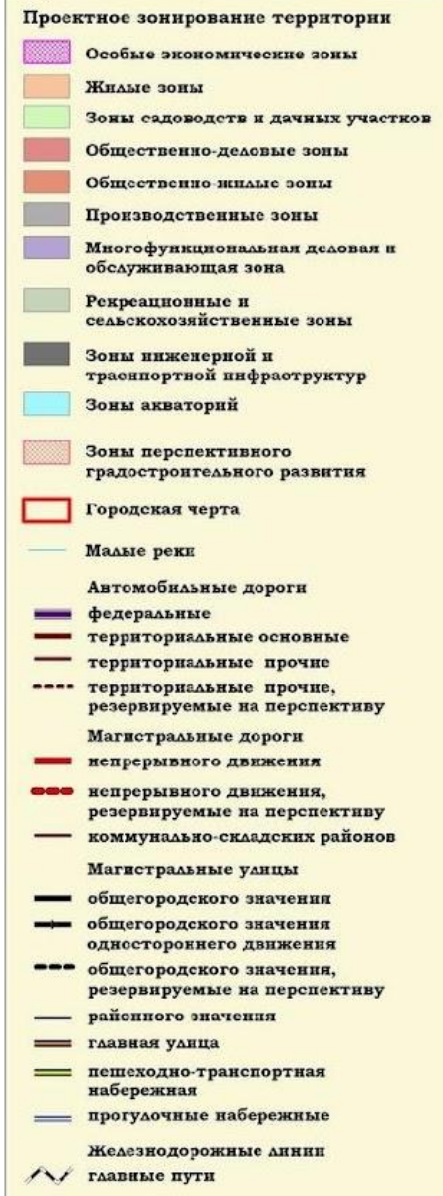 Проектное зонирование территории
Особые экономические зоны
Жилые зоны
Зоны садоводств и дачных участков
Общественно-деловые зоны
Общественно-жилые зоны
Производственные зоны
Многофункциональная деловая и
обслуживающая зона
Рекреационные и
сельскохозяйственные зоны
Зоны инженерной и
траснпортной инфраструктур
Зоны акваторий
Зоны перспективного
градостроительного развития
Городская черта
Малые реки
Автомобильные дороги
федеральные
территориальные основные
территориальные прочие
территориальные прочие,
резервируемые на перспективу
Магистральные дороги
непрерывного движения
непрерывного движения,
резервируемые на перспективу
коммунально-складских районов
Магистральные улицы
общегородского значения
общегородского значения
одностороннего движения
общегородского значения,
резервируемые на перспективу
районного значения
главная улица
пешеходно-транспортная
набережная
прогулочные набережные
Железнодорожные линии
главные пути